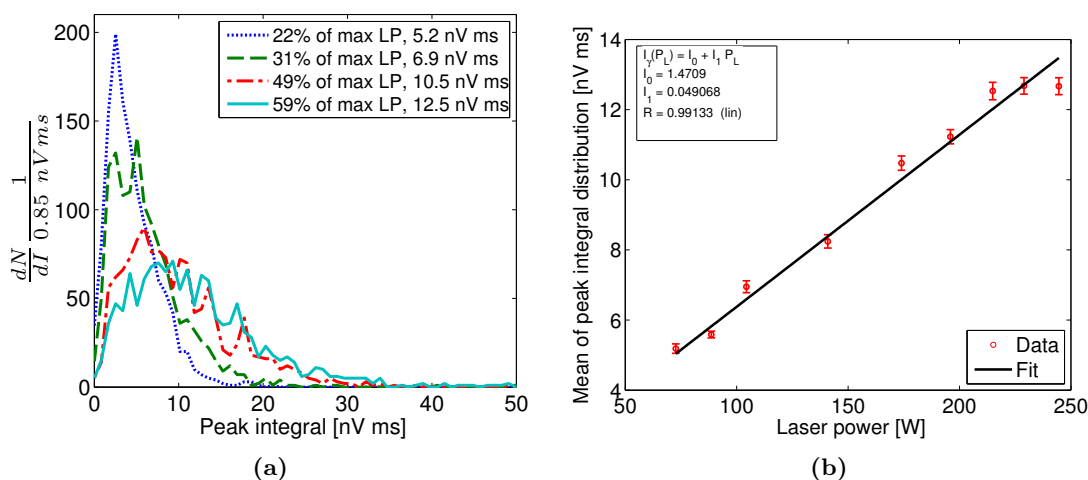 200
150
100
50
0
0
10
20
30
40
50
dN/dI 1/0.85 nVms
Peak integral [nV ms]
22% of max LP, 5.2 nV ms
31% of max LP, 6.9 nV ms
49% of max LP, 10.5 nV ms
59% of max LP, 12.5 nV ms
(a)
14
12
10
8
6
4
50
100
150
200
250
Mean of peak integral distribution [nV ms]
Laser power [W]
I_γ(P_L) = I_0 + I_1 P_L
I_0 = 1.4709
I_1 = 0.049068
R = 0.99133 (lin)
Data
Fit
(b)